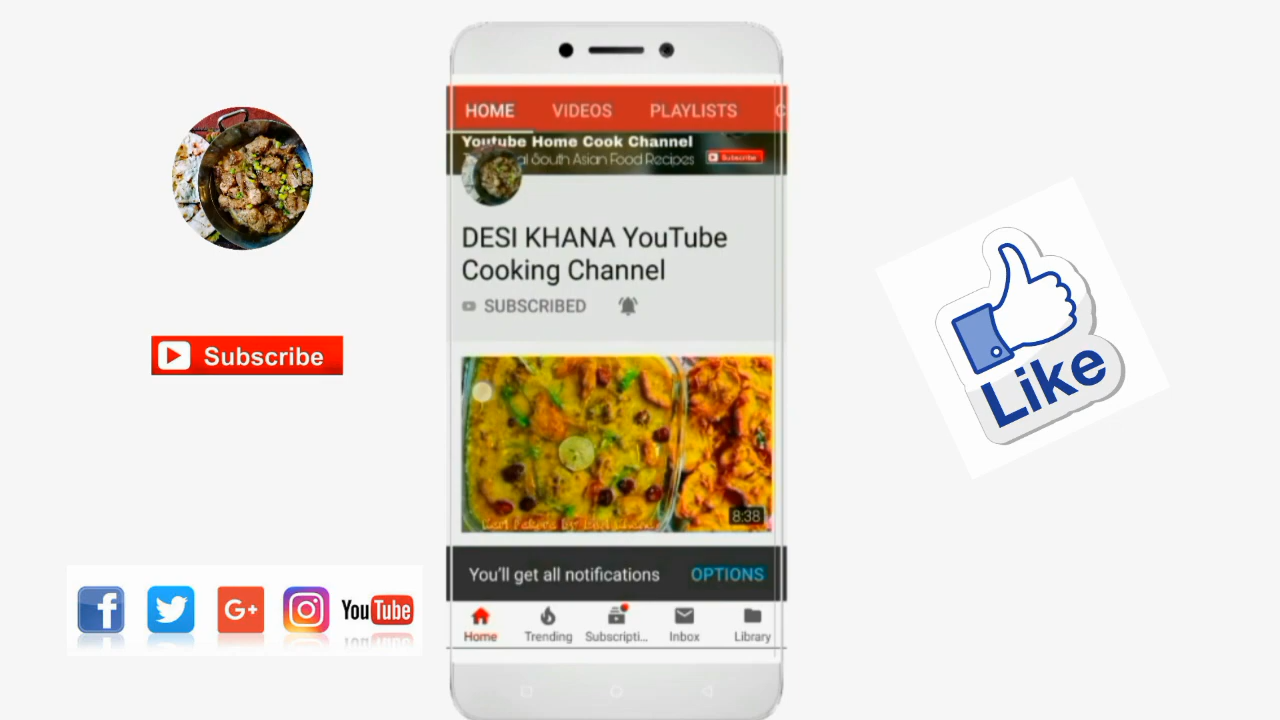 HOME VIDEOS PLAYLISTS
Youtube Home Cook Channel
South Asian Food Recipes
Subscribe
DESI KHANA YouTube
Cooking Channel
SUBSCRIBED
Subscribe
Like
8:38
You'll get all notifications OPTIONS
f G+ YouTube
Home Trending Subscripti... Inbox Library